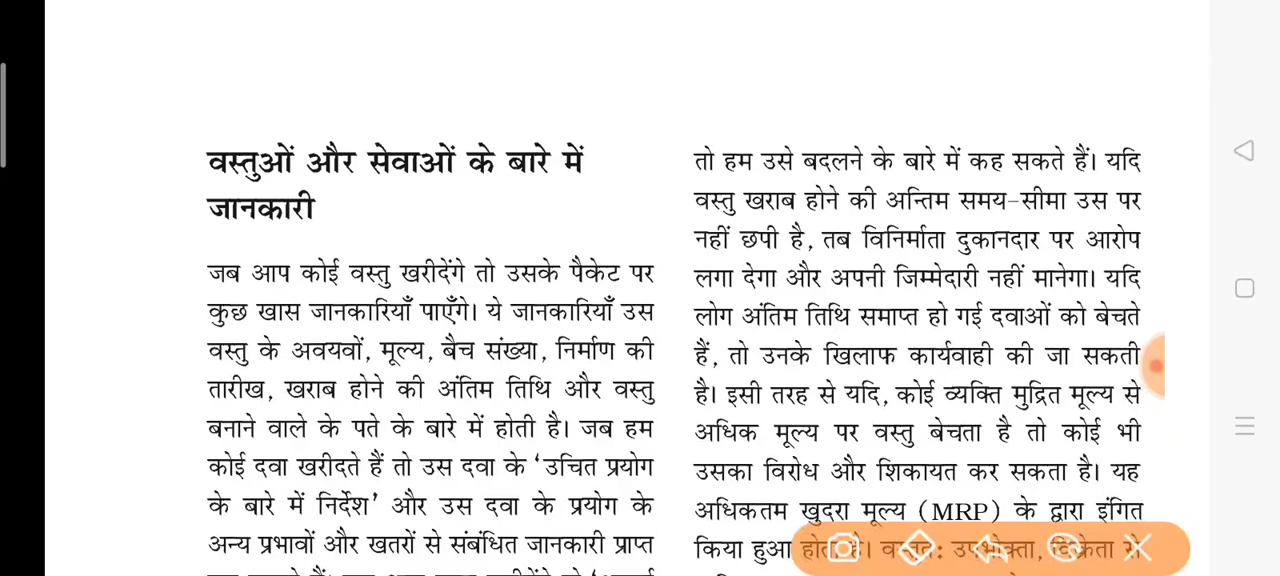 वस्तुओं और सेवाओं के बारे में
जानकारी
जब आप कोई वस्तु खरीदेंगे तो उसके पैकेट पर
कुछ खास जानकारियाँ पाएँगे। ये जानकारियाँ उस
वस्तु के अवयवों, मूल्य, बैच संख्या, निर्माण की
तारीख, खराब होने की अंतिम तिथि और वस्तु
बनाने वाले के पते के बारे में होती है। जब हम
कोई दवा खरीदते हैं तो उस दवा के ‘उचित प्रयोग
के बारे में निर्देश’ और उस दवा के प्रयोग के
अन्य प्रभावों और खतरों से संबंधित जानकारी प्राप्त
तो हम उसे बदलने के बारे में कह सकते हैं। यदि
वस्तु खराब होने की अन्तिम समय-सीमा उस पर
नहीं छपी है, तब विनिर्माता दुकानदार पर आरोप
लगा देगा और अपनी जिम्मेदारी नहीं मानेगा। यदि
लोग अंतिम तिथि समाप्त हो गई दवाओं को बेचते
हैं, तो उनके खिलाफ कार्यवाही की जा सकती
है। इसी तरह से यदि, कोई व्यक्ति मुद्रित मूल्य से
अधिक मूल्य पर वस्तु बेचता है तो कोई भी
उसका विरोध और शिकायत कर सकता है। यह
अधिकतम खुदरा मूल्य (MRP) के द्वारा इंगित
किया हुआ होता है। वस्तुत: उपभोक्ता, विक्रेता से